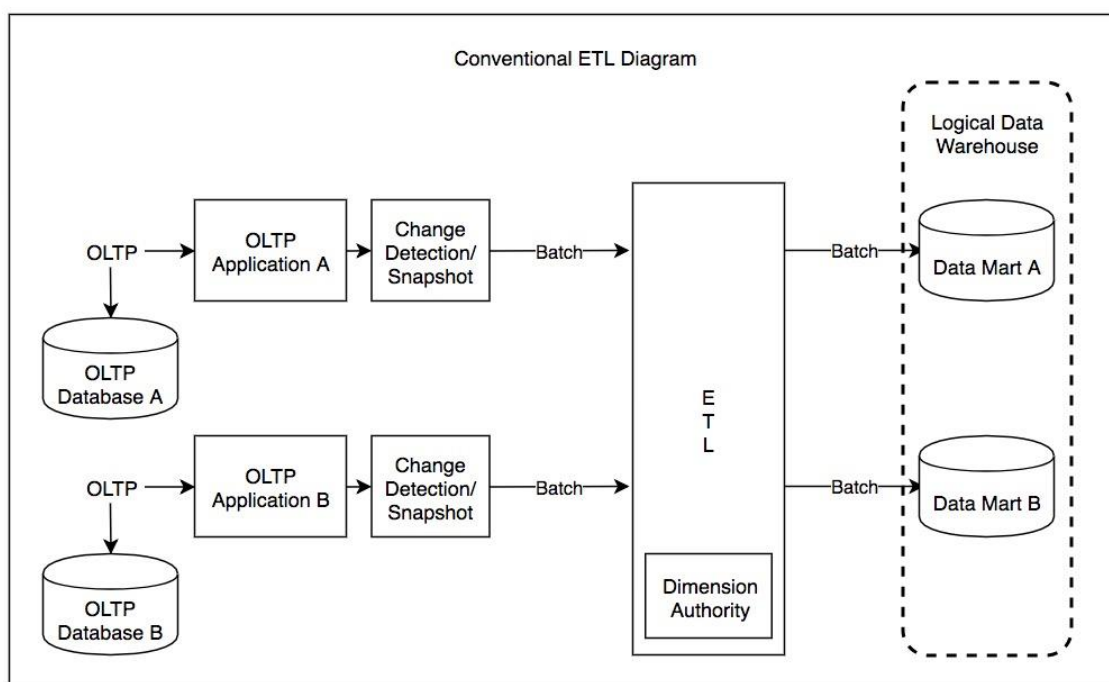 Conventional ETL Diagram
Logical Data
Warehouse
OLTP
OLTP
Application A
Change
Detection/
Snapshot
Batch
Batch
Data Mart A
OLTP
Database A
E
T
L
OLTP
OLTP
Application B
Change
Detection/
Snapshot
Batch
Batch
Data Mart B
OLTP
Database B
Dimension
Authority